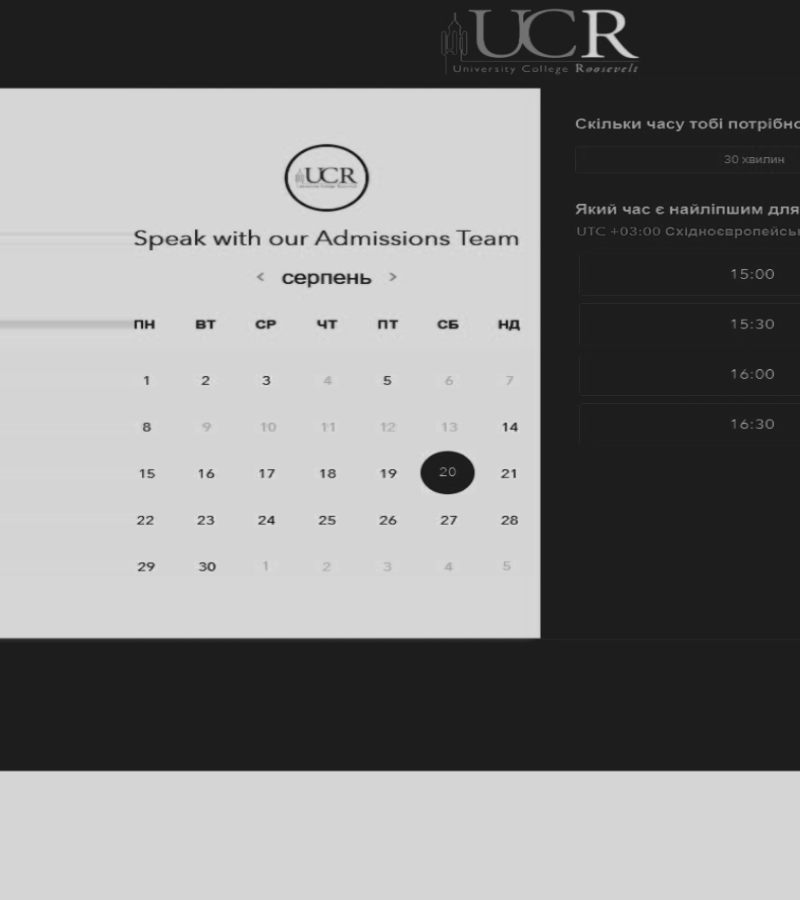 UCR
University College Roosevelt
UCR
Speak with our Admissions Team
< серпень >
ПН ВТ СР ЧТ ПТ СБ НД
1 2 3 4 5 6 7
8 9 10 11 12 13 14
15 16 17 18 19 20 21
22 23 24 25 26 27 28
29 30 1 2 3 4 5
Скільки часу тобі потрібно
30 хвилин
Який час є найліпшим для
UTC +03:00 Східноєвропейсь
15:00
15:30
16:00
16:30